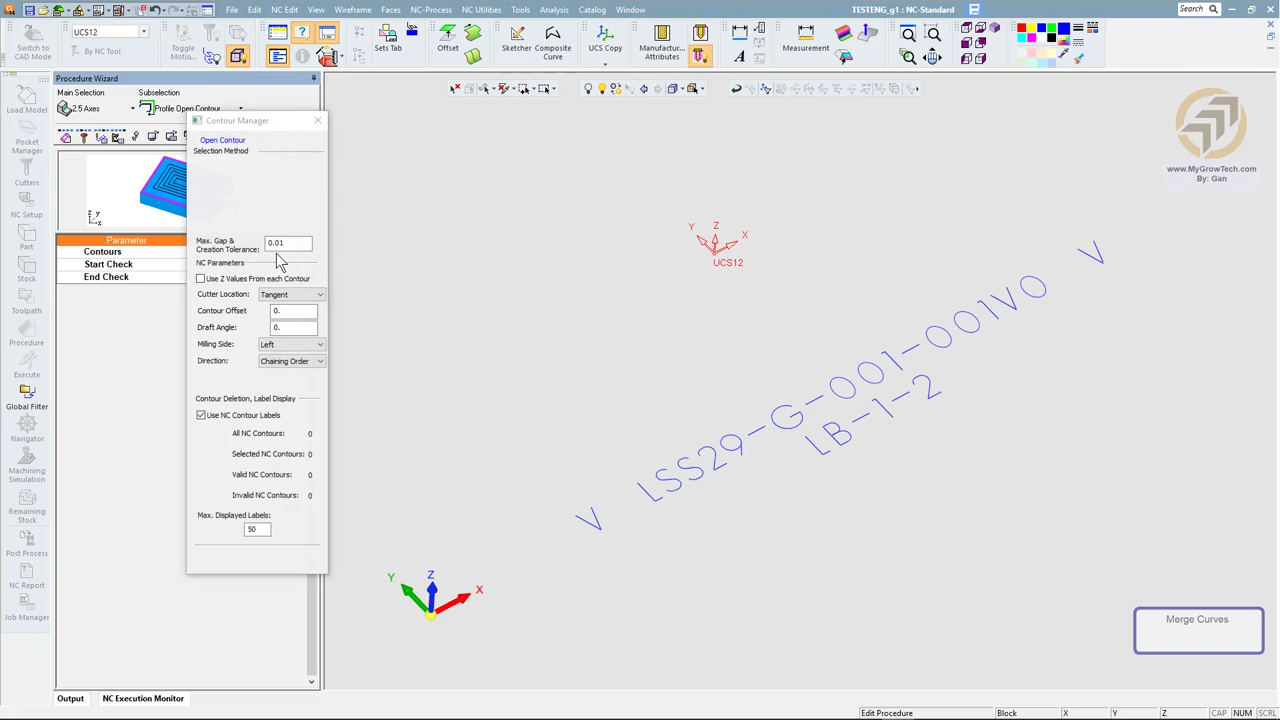 File Edit View Wireframe Faces NC-Process NC Utilities Tools Analysis Catalog Window
TESTENG_g1 : NC-Standard
Search
Switch to CAD Mode
UCS12
By NC Tool
Toggle Motion...
Sets Tab
Offset
Sketcher
Composite Curve
UCS Copy
Manufactur... Attributes
Measurement
Procedure Wizard
Main Selection
Subselection
2.5 Axes
Profile Open Contour
Load Model
Pocket Manager
Cutters
NC Setup
Part
Stock
Toolpath
Procedure
Execute
Global Filter
Navigator
Machining Simulation
Remaining Stock
Post Process
NC Report
Job Manager
Parameter
Contours
Start Check
End Check
Contour Manager
Open Contour
Selection Method
Max. Gap & Creation Tolerance: 0.01
NC Parameters
Use Z Values From each Contour
Cutter Location: Tangent
Contour Offset 0.
Draft Angle: 0.
Milling Side: Left
Direction: Chaining Order
Contour Deletion, Label Display
Use NC Contour Labels
All NC Contours: 0
Selected NC Contours: 0
Valid NC Contours: 0
Invalid NC Contours: 0
Max. Displayed Labels:
50
www.MyGrowTech.com
By: Gan
Y Z X
UCS12
V LSS29-G-001-001V0 V
LB-1-2
Y Z X
Merge Curves
Output NC Execution Monitor
Edit Procedure Block X Y Z CAP NUM SCRL